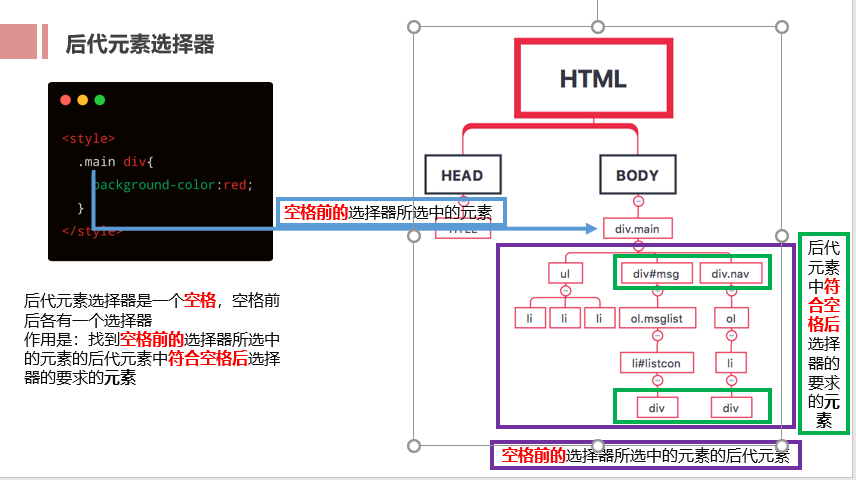 后代元素选择器
<style>
.main div{
background-color:red;
}
</style>
空格前的选择器所选中的元素
后代元素选择器是一个空格，空格前
后各有一个选择器
作用是：找到空格前的选择器所选中
的元素的后代元素中符合空格后选择
器的要求的元素
HTML
HEAD
BODY
TITLE
div.main
ul
div#msg
div.nav
li
li
li
ol.msglist
ol
li#listcon
li
div
div
后代
元素
中符
合空
格后
选择
器的
要求
的元
素
空格前的选择器所选中的元素的后代元素